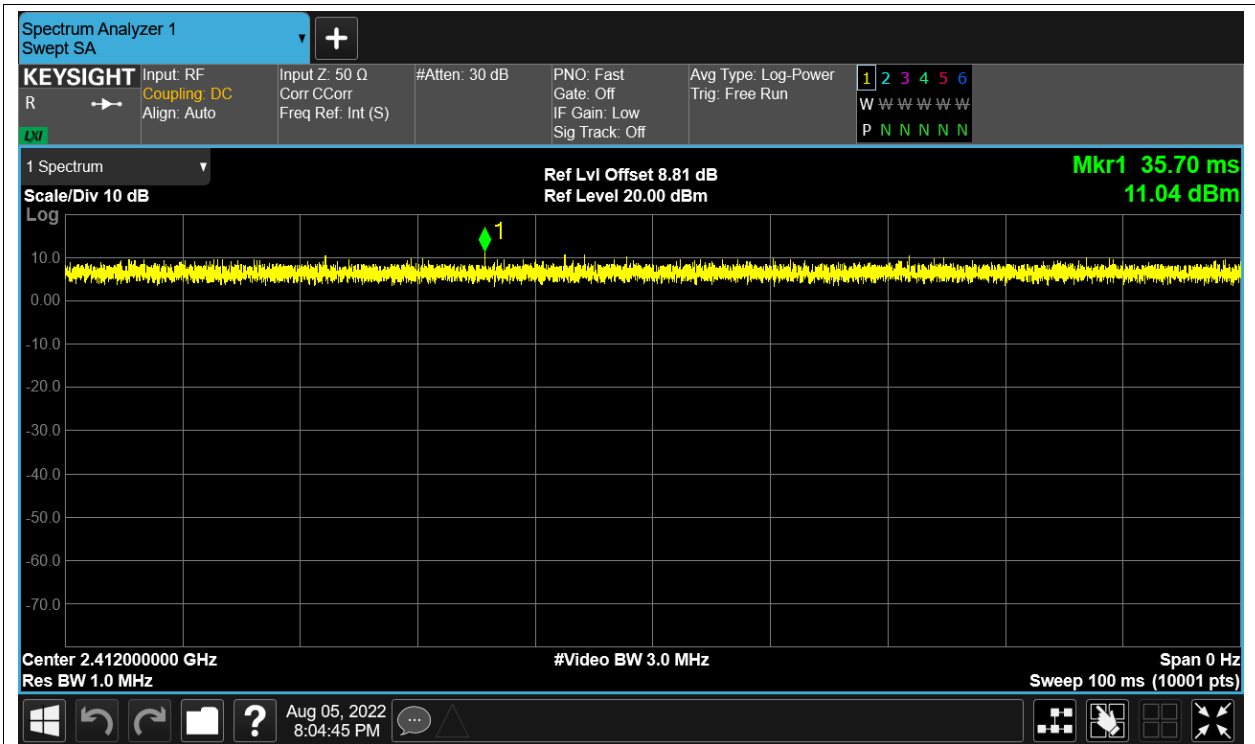 Spectrum Analyzer 1
Swept SA
KEYSIGHT
R
LXI
Input: RF
Coupling: DC
Align: Auto
Input Z: 50 Ω
Corr CCorr
Freq Ref: Int (S)
#Atten: 30 dB
PNO: Fast
Gate: Off
IF Gain: Low
Sig Track: Off
Avg Type: Log-Power
Trig: Free Run
1 2 3 4 5 6
W W W W W W
P N N N N N
1 Spectrum
Scale/Div 10 dB
Ref Lvl Offset 8.81 dB
Ref Level 20.00 dBm
Mkr1 35.70 ms
11.04 dBm
Log
1
10.0
0.00
-10.0
-20.0
-30.0
-40.0
-50.0
-60.0
-70.0
Center 2.412000000 GHz
Res BW 1.0 MHz
#Video BW 3.0 MHz
Span 0 Hz
Sweep 100 ms (10001 pts)
?
Aug 05, 2022
8:04:45 PM